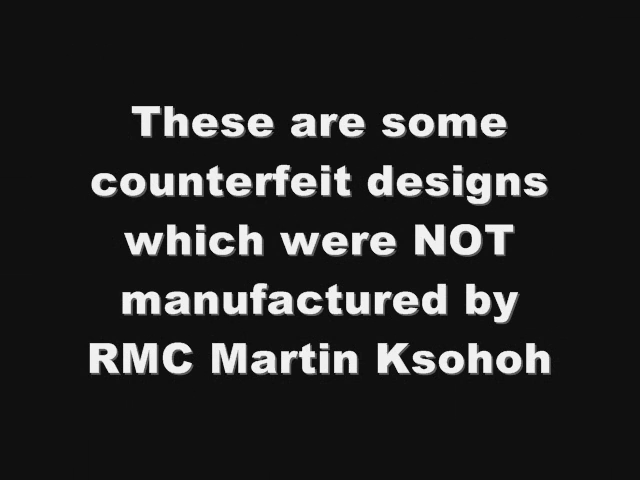 These are some
counterfeit designs
which were NOT
manufactured by
RMC Martin Ksohoh